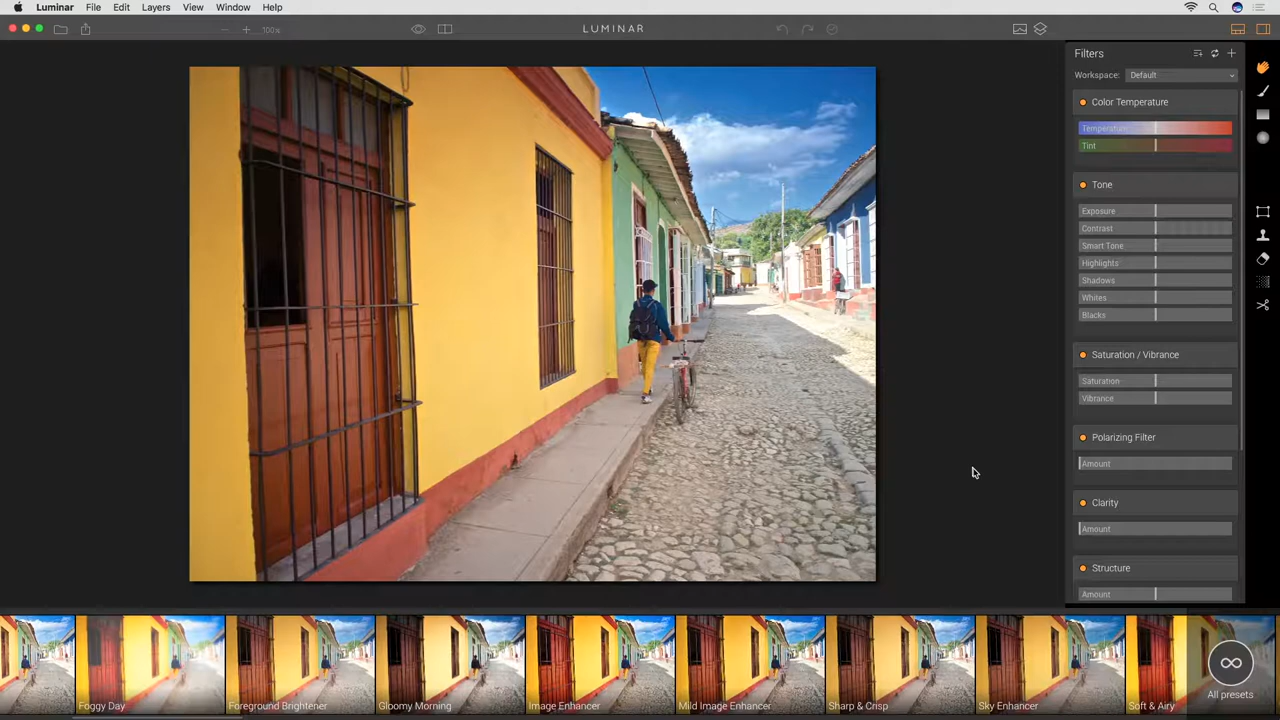 Luminar File Edit Layers View Window Help
100% LUMINAR
Filters
Workspace: Default
Color Temperature
Temperature
Tint
Tone
Exposure
Contrast
Smart Tone
Highlights
Shadows
Whites
Blacks
Saturation / Vibrance
Saturation
Vibrance
Polarizing Filter
Amount
Clarity
Amount
Structure
Amount
Foggy Day Foreground Brightener Gloomy Morning Image Enhancer Mild Image Enhancer Sharp & Crisp Sky Enhancer Soft & Airy
All presets